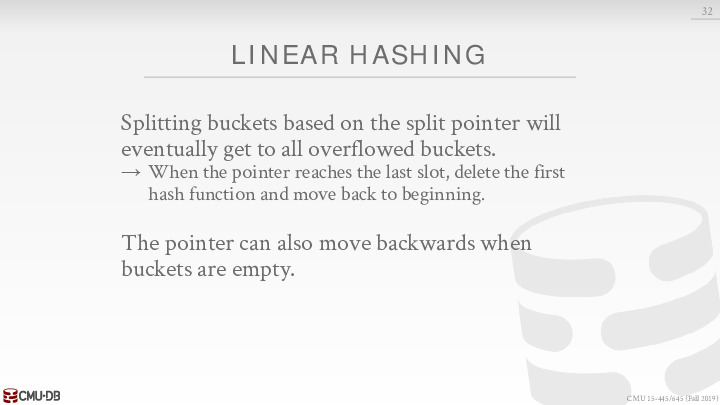 32
LINEAR HASHING
Splitting buckets based on the split pointer will
eventually get to all overflowed buckets.
→ When the pointer reaches the last slot, delete the first
hash function and move back to beginning.
The pointer can also move backwards when
buckets are empty.
CMU·DB
CMU 15-445/645 (Fall 2019)